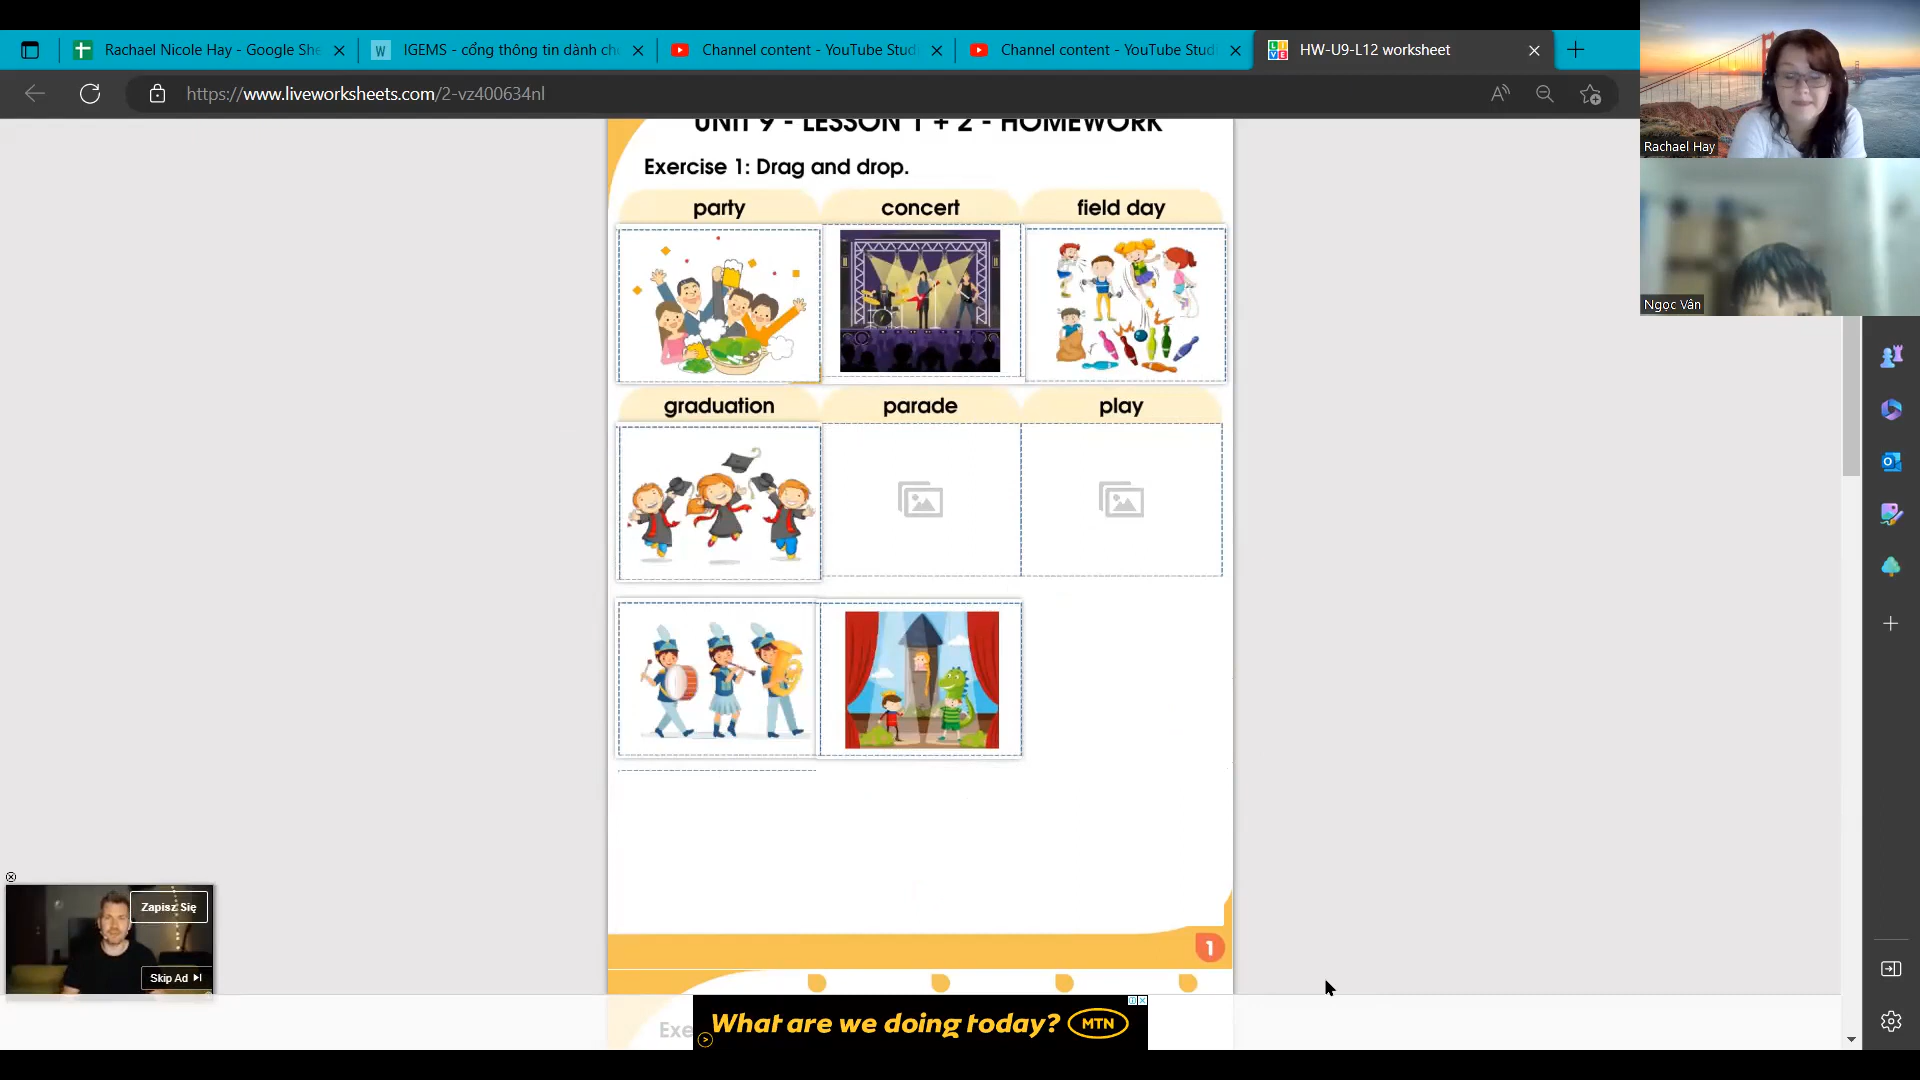 Rachael Nicole Hay - Google She
IGEMS - cổng thông tin dành ch
Channel content - YouTube Stud
Channel content - YouTube Stud
HW-U9-L12 worksheet
https://www.liveworksheets.com/2-vz400634nl
Rachael Hay
Ngọc Vân
UNIT 9 - LESSON 1 + 2 - HOMEWORK
Exercise 1: Drag and drop.
party
concert
field day
graduation
parade
play
1
Zapisz Się
Skip Ad
Exe
What are we doing today?
MTN